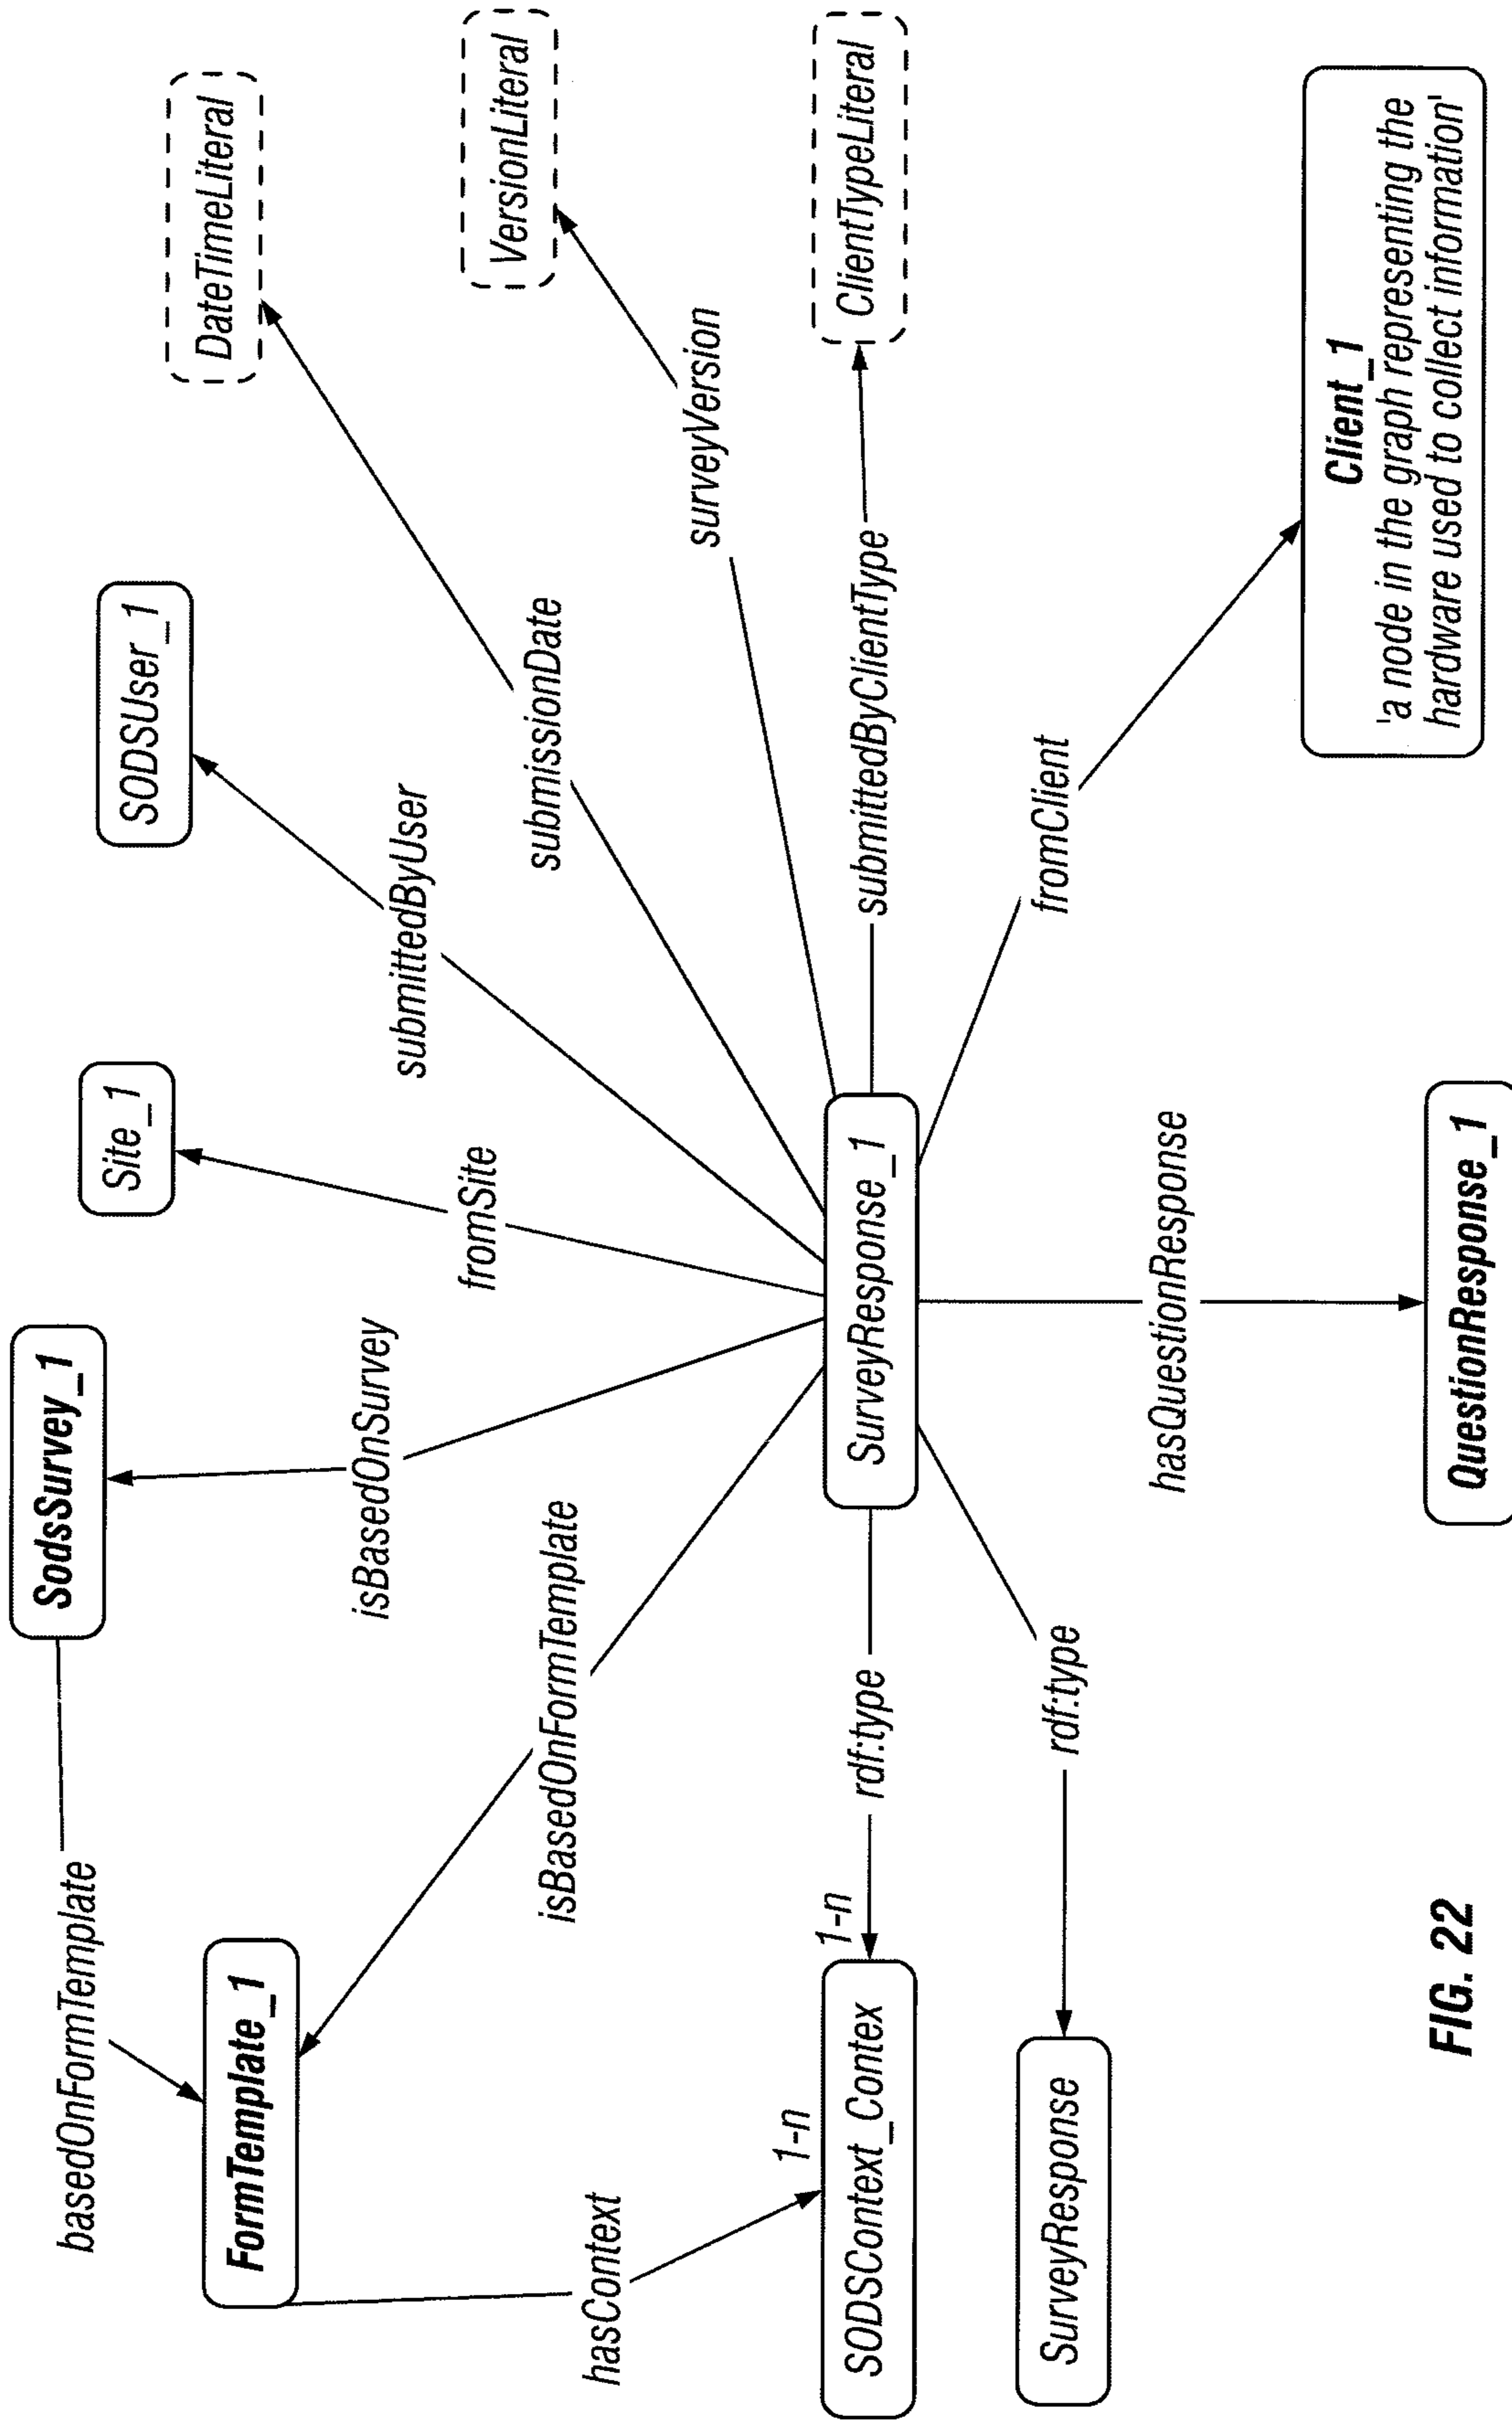 basedOnFormTemplate
SodsSurvey_1
Site_1
SODSUser_1
DateTimeLiteral
FormTemplate_1
isBasedOnSurvey
fromSite
submittedByUser
submissionDate
VersionLiteral
hasContext
isBasedOnFormTemplate
surveyVersion
1-n
1-n
SODSContext_Contex
rdf:type
SurveyResponse_1
submittedByClientType
ClientTypeLiteral
SurveyResponse
rdf:type
hasQuestionResponse
fromClient
Client_1
'a node in the graph representing the
hardware used to collect information'
QuestionResponse_1
FIG. 22